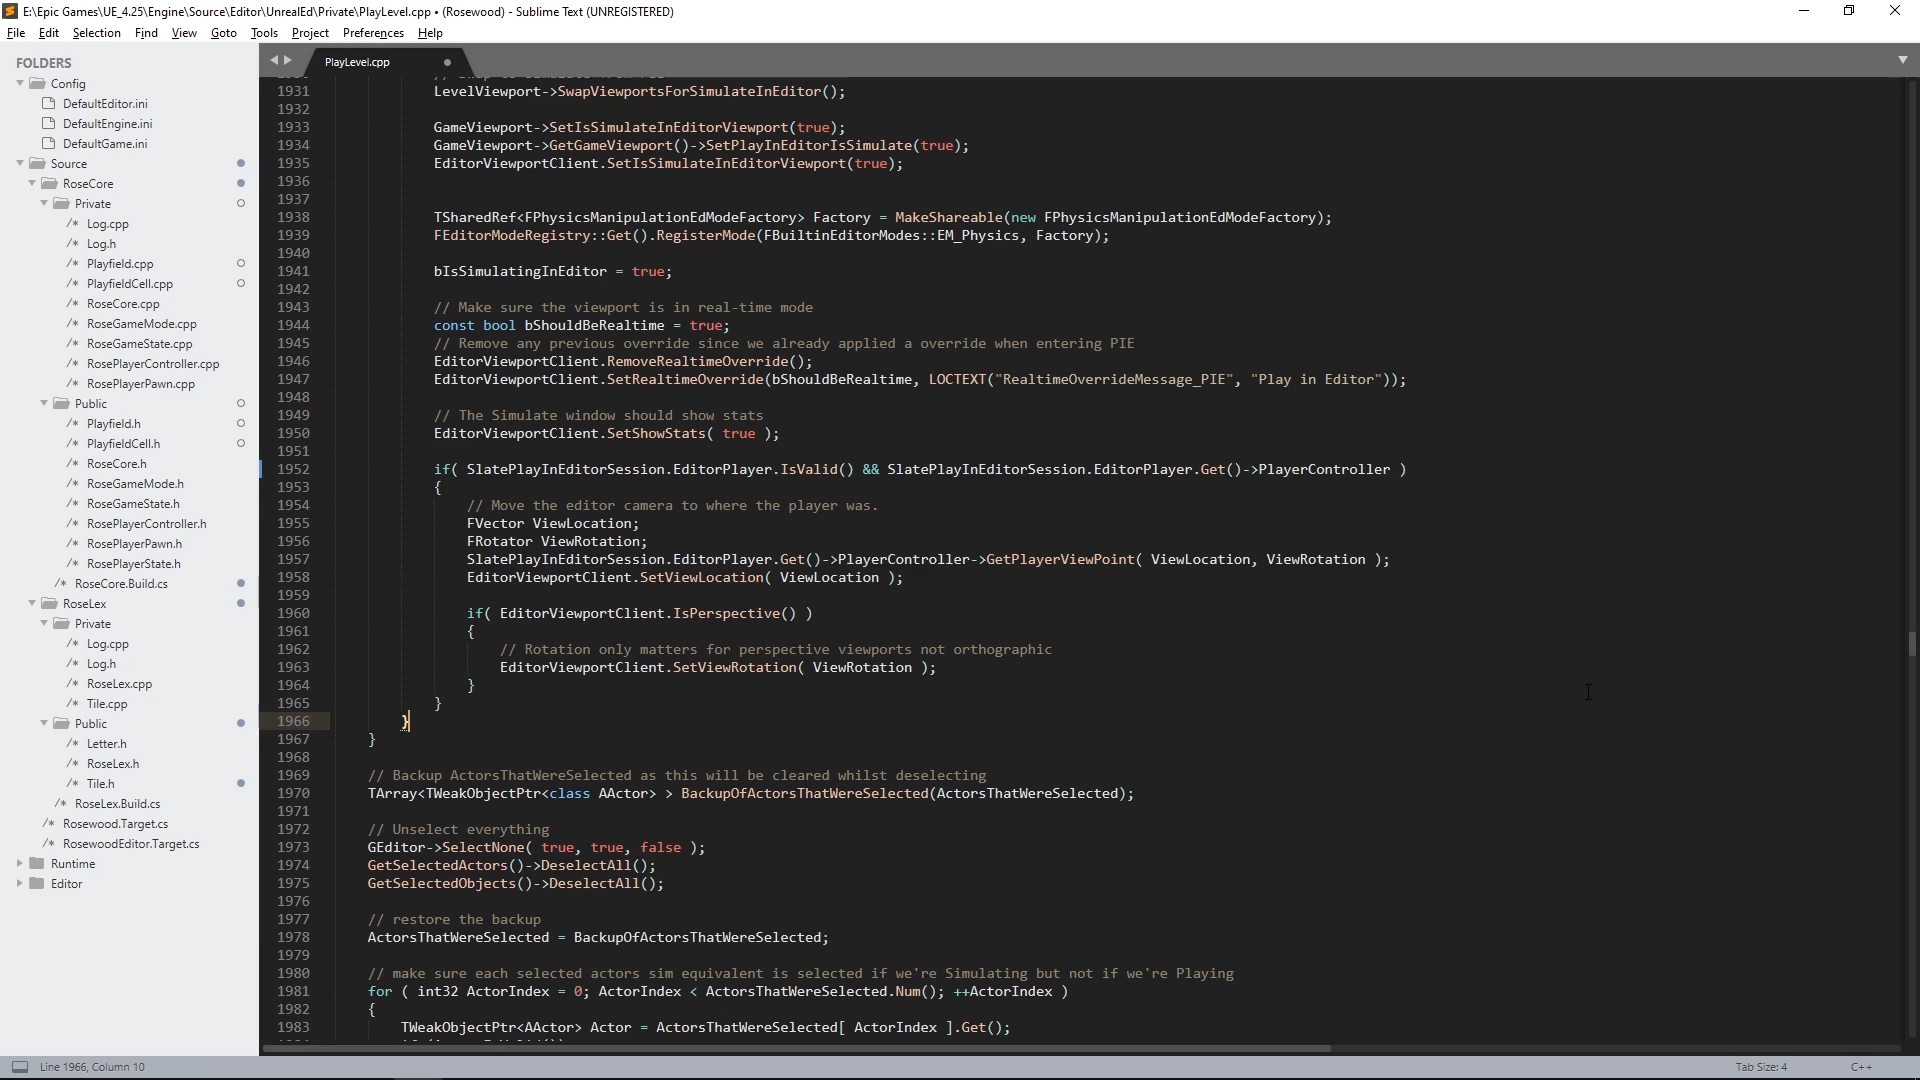 E:\Epic Games\UE_4.25\Engine\Source\Editor\UnrealEd\Private\PlayLevel.cpp • (Rosewood) - Sublime Text (UNREGISTERED)
File Edit Selection Find View Goto Tools Project Preferences Help
FOLDERS
Config
DefaultEditor.ini
DefaultEngine.ini
DefaultGame.ini
Source
RoseCore
Private
/* Log.cpp
/* Log.h
/* Playfield.cpp
/* PlayfieldCell.cpp
/* RoseCore.cpp
/* RoseGameMode.cpp
/* RoseGameState.cpp
/* RosePlayerController.cpp
/* RosePlayerPawn.cpp
Public
/* Playfield.h
/* PlayfieldCell.h
/* RoseCore.h
/* RoseGameMode.h
/* RoseGameState.h
/* RosePlayerController.h
/* RosePlayerPawn.h
/* RosePlayerState.h
/* RoseCore.Build.cs
RoseLex
Private
/* Log.cpp
/* Log.h
/* RoseLex.cpp
/* Tile.cpp
Public
/* Letter.h
/* RoseLex.h
/* Tile.h
/* RoseLex.Build.cs
/* Rosewood.Target.cs
/* RosewoodEditor.Target.cs
Runtime
Editor
PlayLevel.cpp
1931 LevelViewport->SwapViewportsForSimulateInEditor();
1932
1933 GameViewport->SetIsSimulateInEditorViewport(true);
1934 GameViewport->GetGameViewport()->SetPlayInEditorIsSimulate(true);
1935 EditorViewportClient.SetIsSimulateInEditorViewport(true);
1936
1937
1938 TSharedRef<FPhysicsManipulationEdModeFactory> Factory = MakeShareable(new FPhysicsManipulationEdModeFactory);
1939 FEditorModeRegistry::Get().RegisterMode(FBuiltinEditorModes::EM_Physics, Factory);
1940
1941 bIsSimulatingInEditor = true;
1942
1943 // Make sure the viewport is in real-time mode
1944 const bool bShouldBeRealtime = true;
1945 // Remove any previous override since we already applied a override when entering PIE
1946 EditorViewportClient.RemoveRealtimeOverride();
1947 EditorViewportClient.SetRealtimeOverride(bShouldBeRealtime, LOCTEXT("RealtimeOverrideMessage_PIE", "Play in Editor"));
1948
1949 // The Simulate window should show stats
1950 EditorViewportClient.SetShowStats( true );
1951
1952 if( SlatePlayInEditorSession.EditorPlayer.IsValid() && SlatePlayInEditorSession.EditorPlayer.Get()->PlayerController )
1953 {
1954 // Move the editor camera to where the player was.
1955 FVector ViewLocation;
1956 FRotator ViewRotation;
1957 SlatePlayInEditorSession.EditorPlayer.Get()->PlayerController->GetPlayerViewPoint( ViewLocation, ViewRotation );
1958 EditorViewportClient.SetViewLocation( ViewLocation );
1959
1960 if( EditorViewportClient.IsPerspective() )
1961 {
1962 // Rotation only matters for perspective viewports not orthographic
1963 EditorViewportClient.SetViewRotation( ViewRotation );
1964 }
1965 }
1966 }
1967 }
1968
1969 // Backup ActorsThatWereSelected as this will be cleared whilst deselecting
1970 TArray<TWeakObjectPtr<class AActor> > BackupOfActorsThatWereSelected(ActorsThatWereSelected);
1971
1972 // Unselect everything
1973 GEditor->SelectNone( true, true, false );
1974 GetSelectedActors()->DeselectAll();
1975 GetSelectedObjects()->DeselectAll();
1976
1977 // restore the backup
1978 ActorsThatWereSelected = BackupOfActorsThatWereSelected;
1979
1980 // make sure each selected actors sim equivalent is selected if we're Simulating but not if we're Playing
1981 for ( int32 ActorIndex = 0; ActorIndex < ActorsThatWereSelected.Num(); ++ActorIndex )
1982 {
1983 TWeakObjectPtr<AActor> Actor = ActorsThatWereSelected[ ActorIndex ].Get();
Line 1966, Column 10
Tab Size: 4
C++